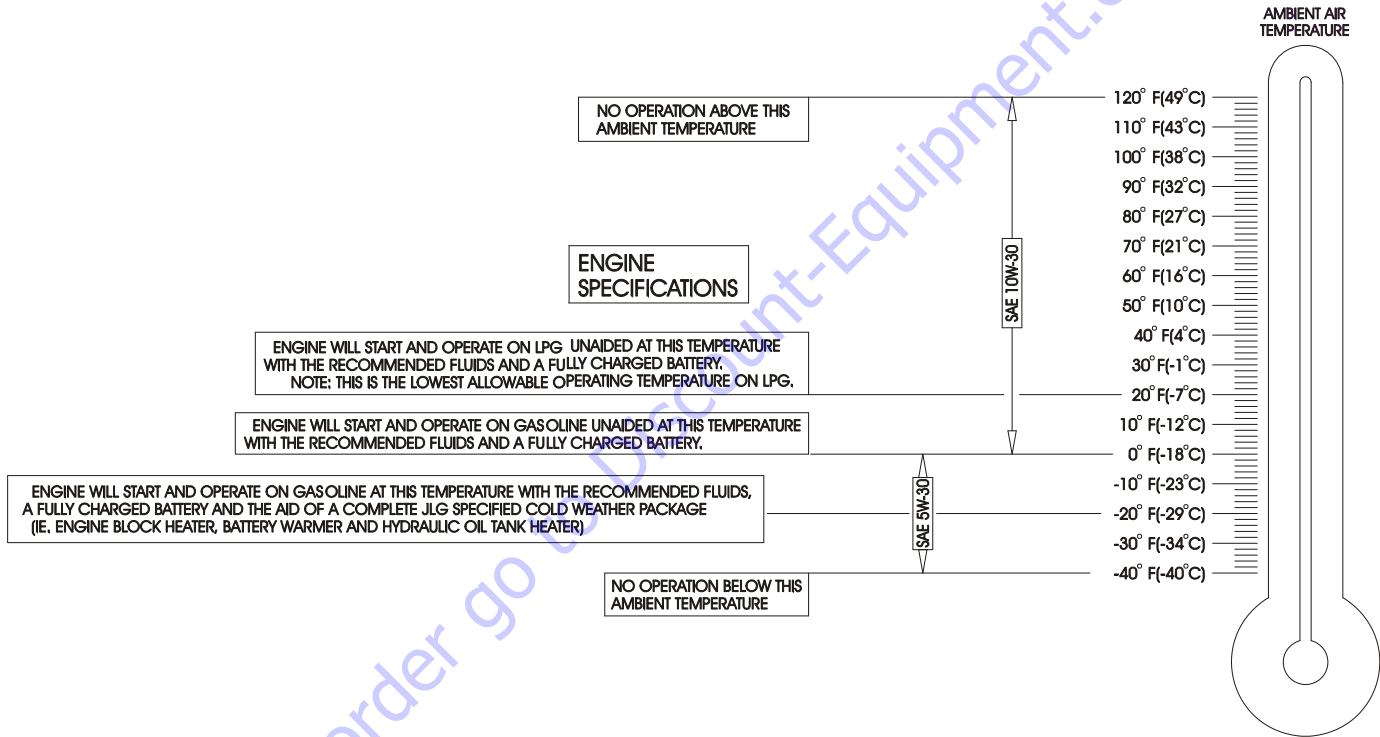 AMBIENT AIR
TEMPERATURE
NO OPERATION ABOVE THIS
AMBIENT TEMPERATURE
120° F(49°C)
110° F(43°C)
100° F(38°C)
90° F(32°C)
80° F(27°C)
70° F(21°C)
60° F(16°C)
50° F(10°C)
40° F(4°C)
30° F(-1°C)
20° F(-7°C)
10° F(-12°C)
0° F(-18°C)
-10° F(-23°C)
-20° F(-29°C)
-30° F(-34°C)
-40° F(-40°C)
ENGINE
SPECIFICATIONS
SAE 10W-30
ENGINE WILL START AND OPERATE ON LPG UNAIDED AT THIS TEMPERATURE
WITH THE RECOMMENDED FLUIDS AND A FULLY CHARGED BATTERY.
NOTE: THIS IS THE LOWEST ALLOWABLE OPERATING TEMPERATURE ON LPG.
ENGINE WILL START AND OPERATE ON GASOLINE UNAIDED AT THIS TEMPERATURE
WITH THE RECOMMENDED FLUIDS AND A FULLY CHARGED BATTERY.
ENGINE WILL START AND OPERATE ON GASOLINE AT THIS TEMPERATURE WITH THE RECOMMENDED FLUIDS,
A FULLY CHARGED BATTERY AND THE AID OF A COMPLETE JLG SPECIFIED COLD WEATHER PACKAGE
(IE. ENGINE BLOCK HEATER, BATTERY WARMER AND HYDRAULIC OIL TANK HEATER)
SAE 5W-30
NO OPERATION BELOW THIS
AMBIENT TEMPERATURE
order go to Discount-Equipment.